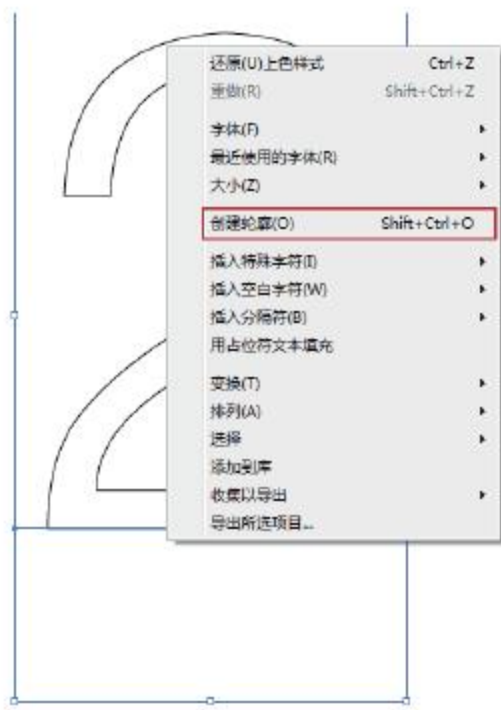 还原(U)上色样式 Ctrl+Z
重做(R) Shift+Ctrl+Z
字体(F)
最近使用的字体(R)
大小(Z)
创建轮廓(O) Shift+Ctrl+O
插入特殊字符(I)
插入空白字符(W)
插入分隔符(B)
用占位符文本填充
变换(T)
排列(A)
选择
添加到库
收集以导出
导出所选项目...